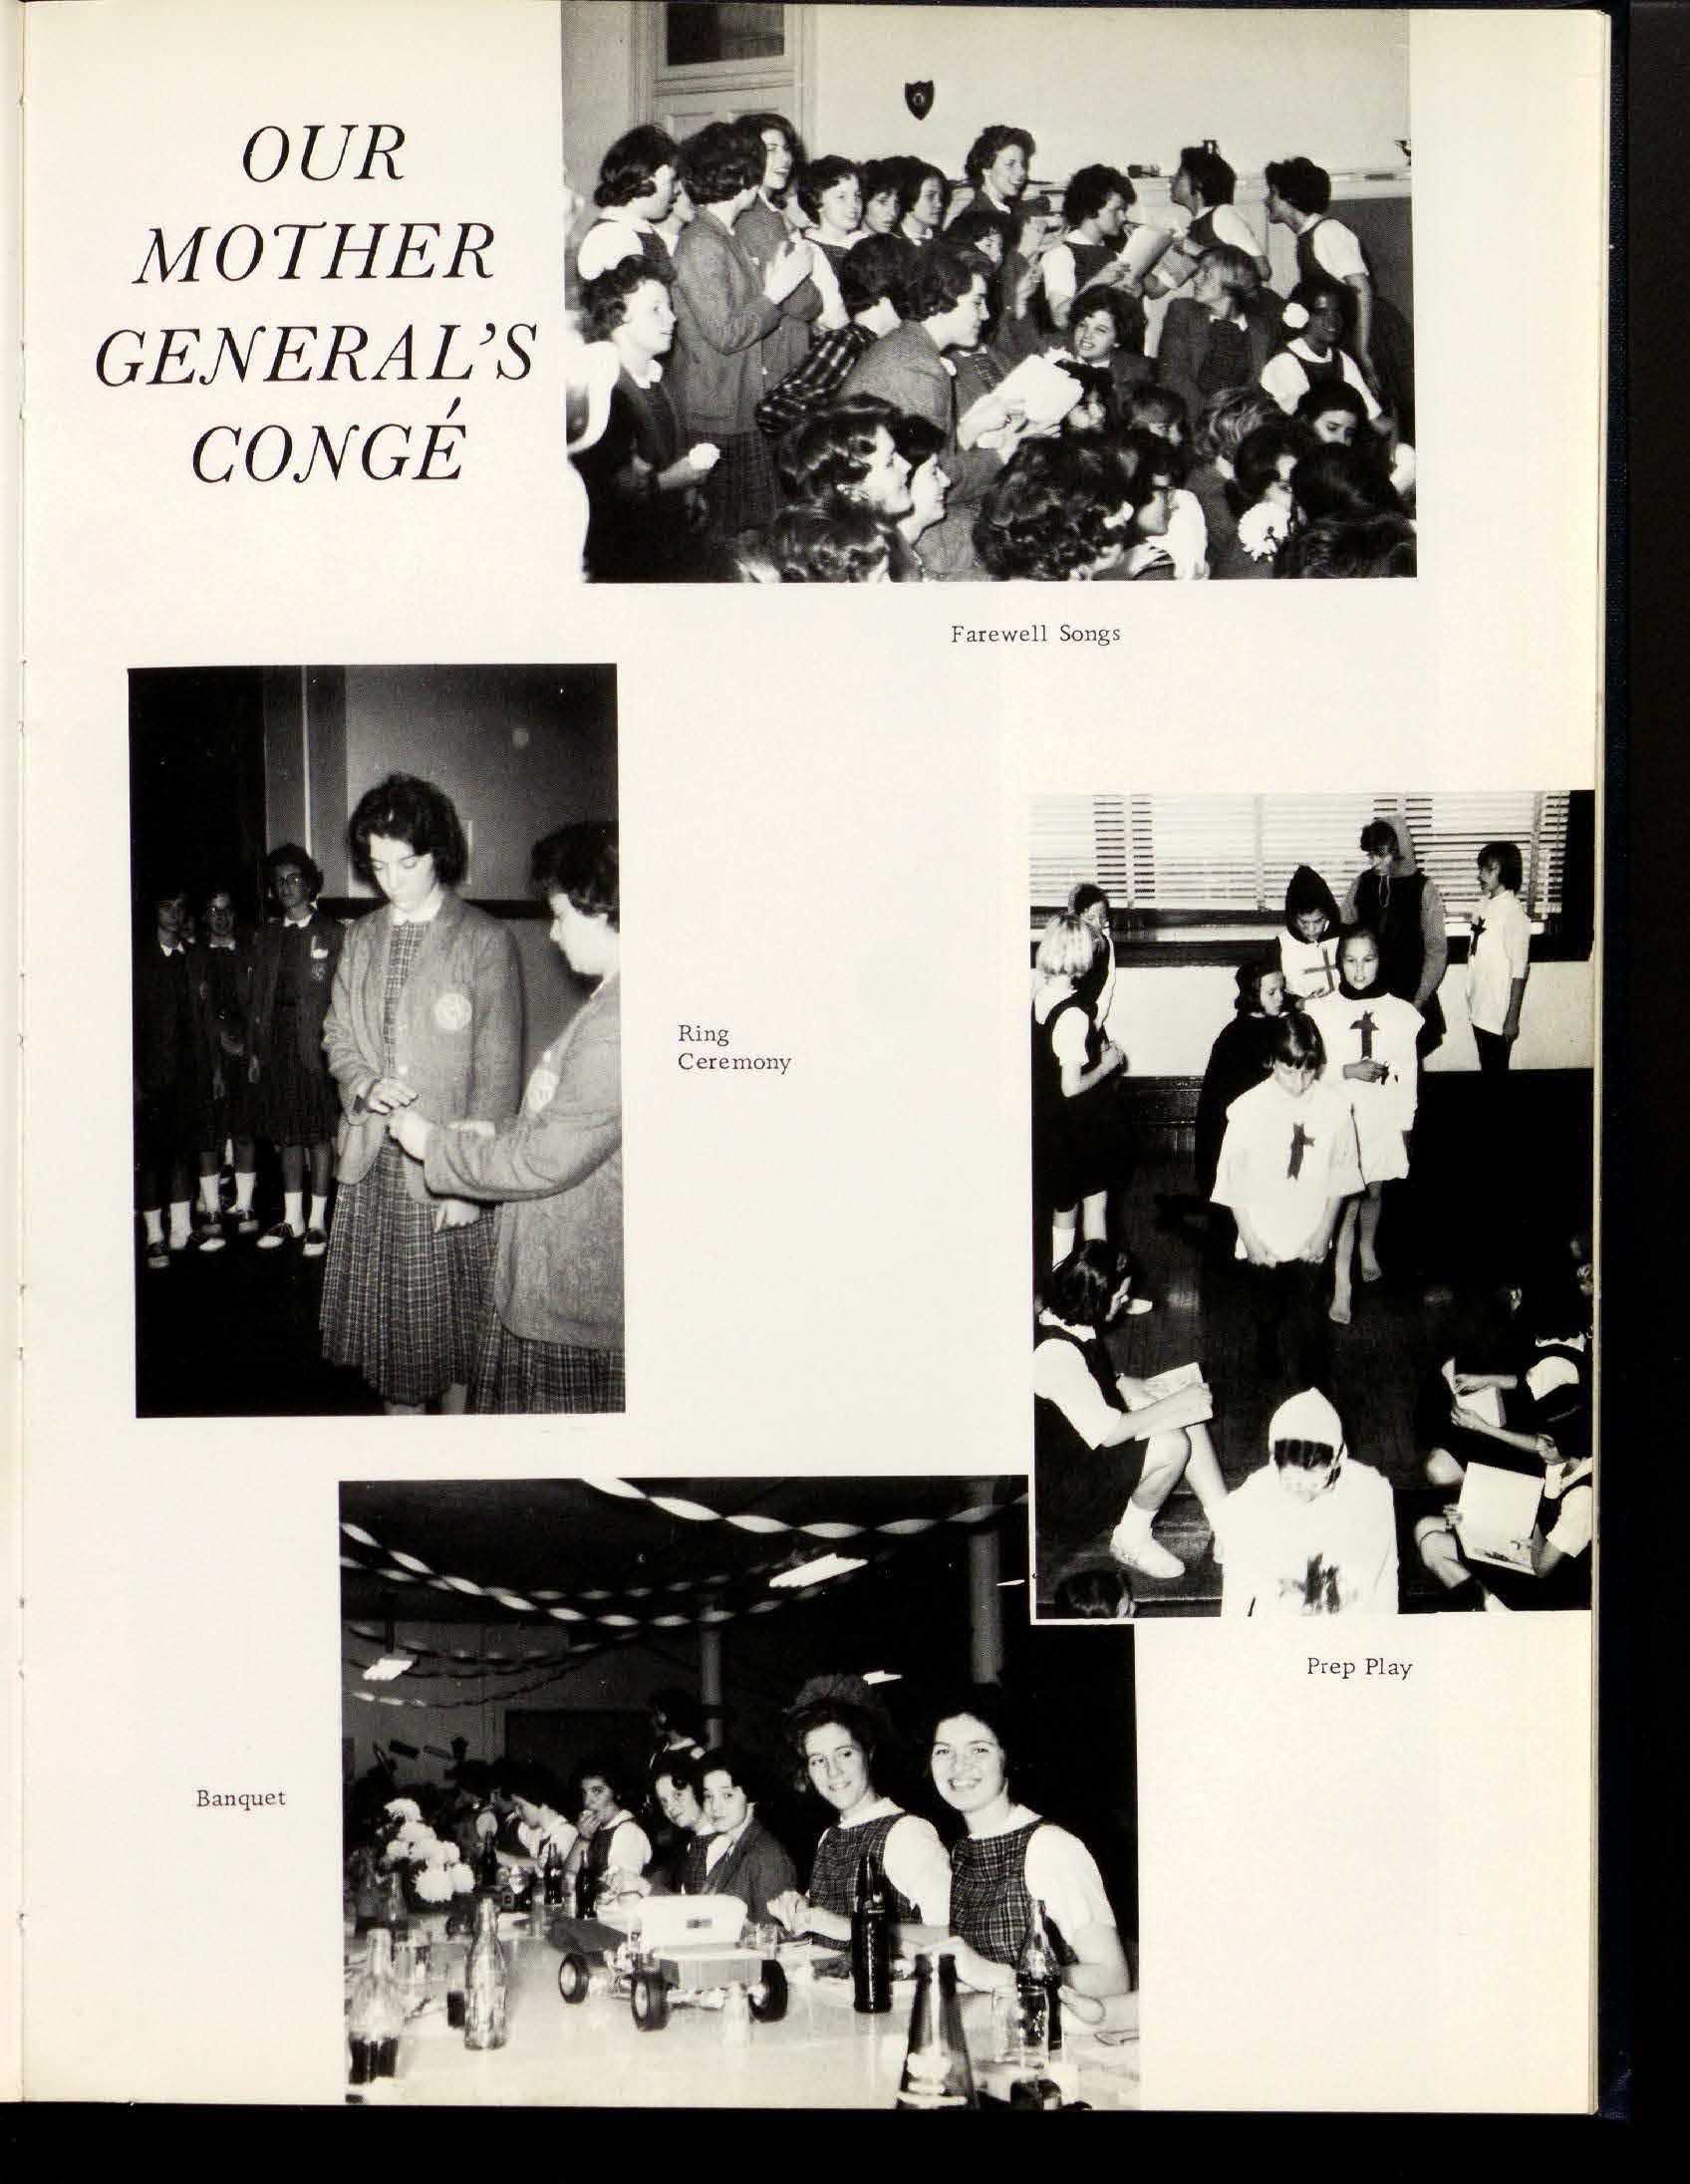 OUR
MOTHER
GENERAL'S
CONGÉ
Farewell Songs
Ring
Ceremony
Prep Play
Banquet